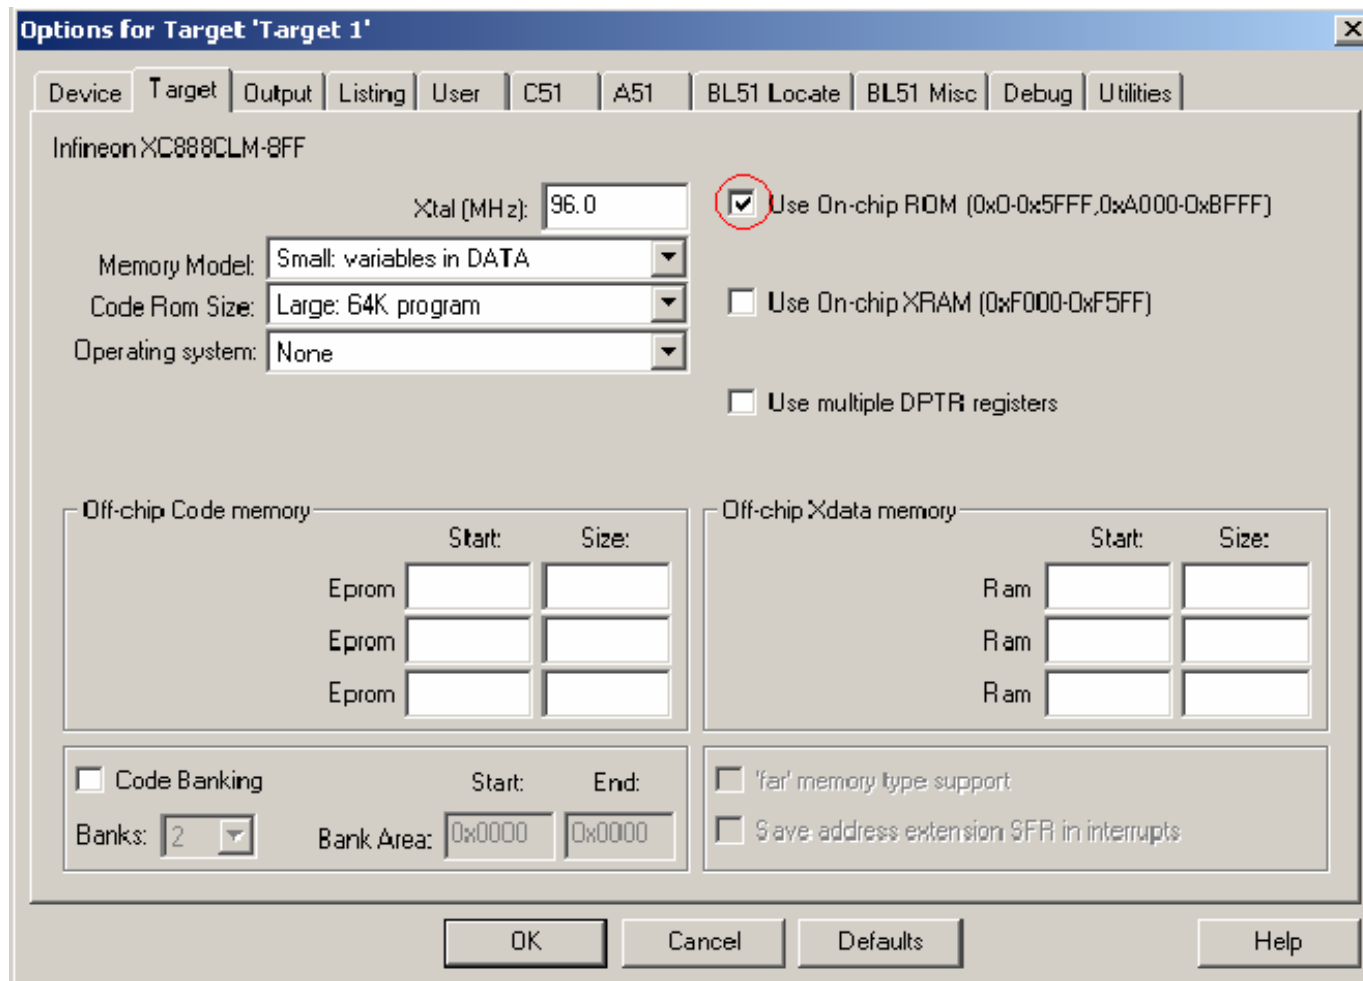 Options for Target 'Target 1'
Device Target Output Listing User C51 A51 BL51 Locate BL51 Misc Debug Utilities
Infineon XC888CLM-8FF
Xtal (MHz): 96.0
Use On-chip ROM (0x0-0x5FFF,0xA000-0xBFFF)
Memory Model: Small: variables in DATA
Code Rom Size: Large: 64K program
Use On-chip XRAM (0xF000-0xF5FF)
Operating system: None
Use multiple DPTR registers
Off-chip Code memory
Start: Size:
Eprom
Eprom
Eprom
Off-chip Xdata memory
Start: Size:
Ram
Ram
Ram
Code Banking Start: End:
Banks: 2 Bank Area: 0x0000 0x0000
'far' memory type support
Save address extension SFR in interrupts
OK Cancel Defaults Help